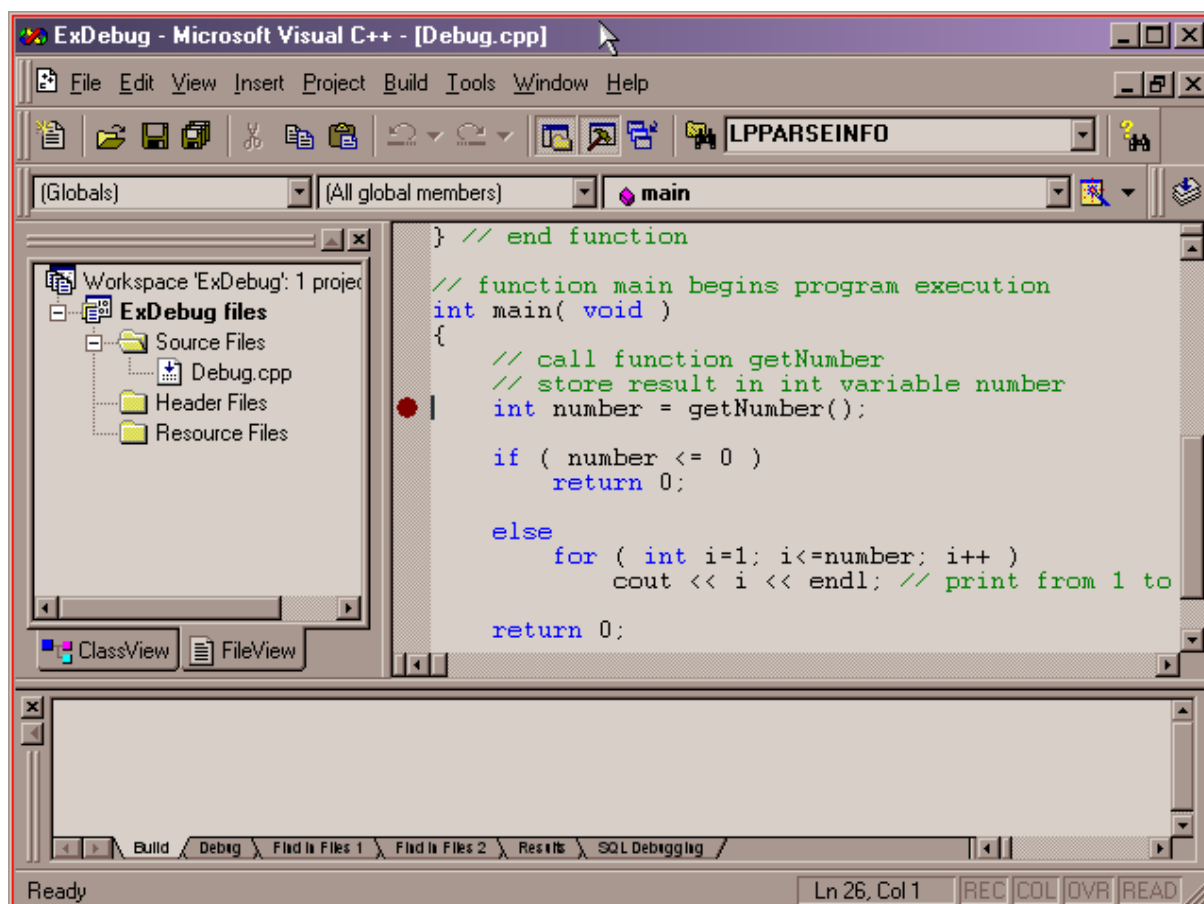 ExDebug - Microsoft Visual C++ - [Debug.cpp]
File Edit View Insert Project Build Tools Window Help
LPPARSEINFO
(Globals) (All global members) main
Workspace 'ExDebug': 1 projec
ExDebug files
Source Files
Debug.cpp
Header Files
Resource Files
ClassView FileView
} // end function
// function main begins program execution
int main( void )
{
// call function getNumber
// store result in int variable number
int number = getNumber();
if ( number <= 0 )
return 0;
else
for ( int i=1; i<=number; i++ )
cout << i << endl; // print from 1 to
return 0;
Build Debug Find in Files 1 Find in Files 2 Results SQL Debugging
Ready Ln 26, Col 1 REC COL OVR READ